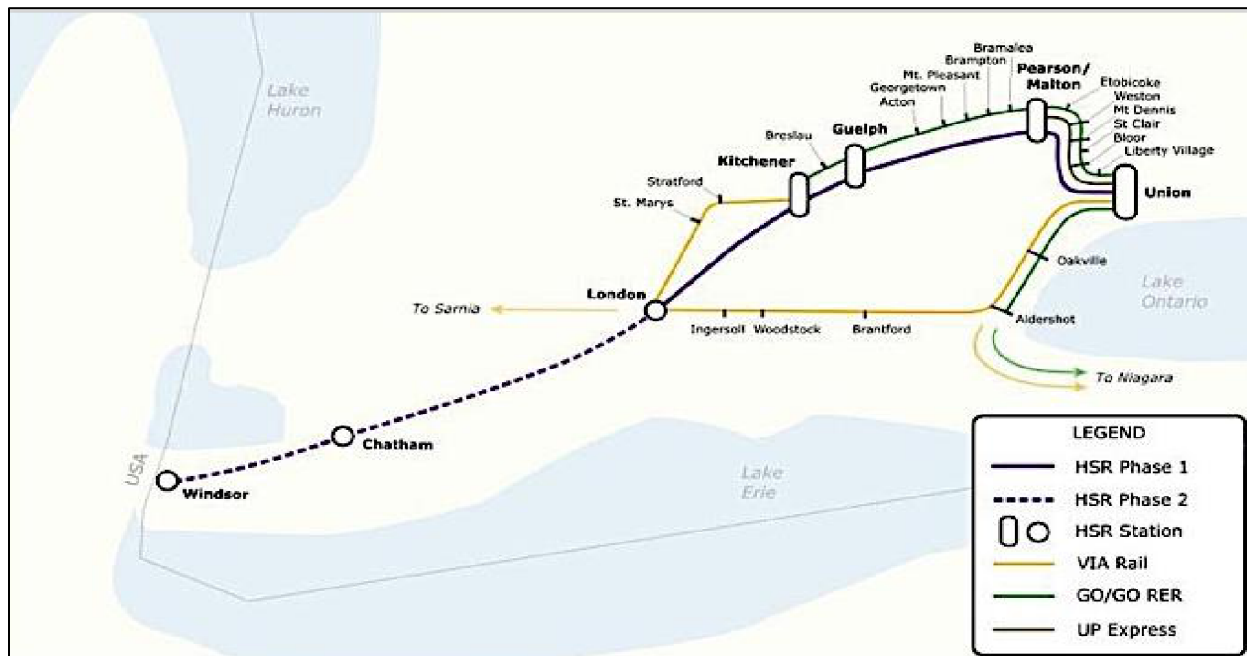 Lake
Huron
Bramalea
Brampton
Mt. Pleasant
Georgetown
Acton
Pearson/
Malton
Etobicoke
Weston
Mt Dennis
St Clair
Bloor
Liberty Village
Guelph
Breslau
Kitchener
Union
Stratford
St. Marys
Oakville
Lake
Ontario
London
To Sarnia
Ingersoll
Woodstock
Brantford
Aldershot
To Niagara
Chatham
USA
Windsor
Lake
Erie
LEGEND
HSR Phase 1
HSR Phase 2
HSR Station
VIA Rail
GO/GO RER
UP Express